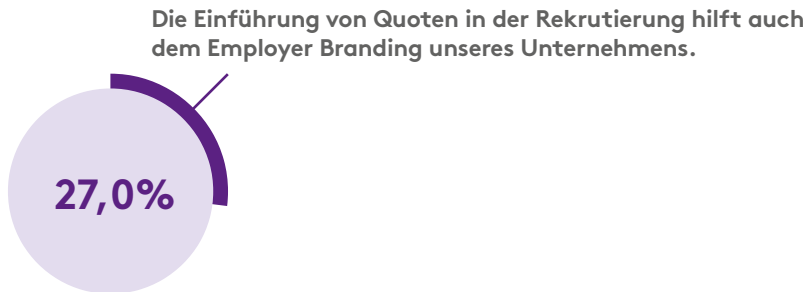 Die Einführung von Quoten in der Rekrutierung hilft auch
dem Employer Branding unseres Unternehmens.
27,0%